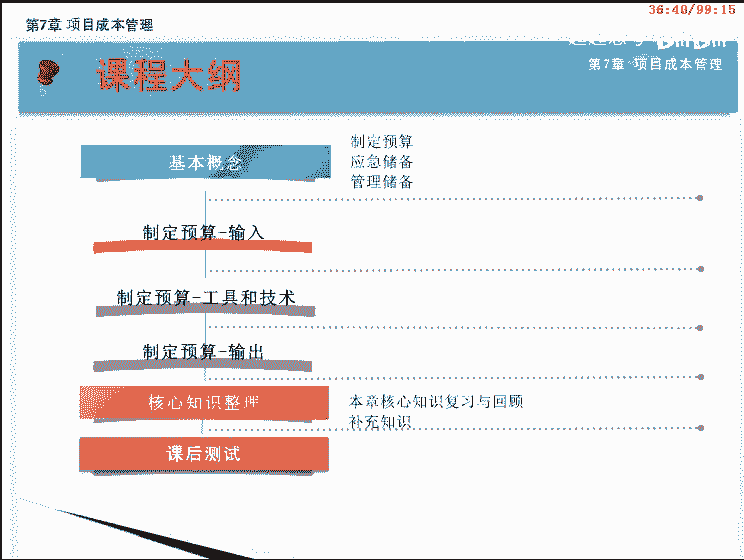 36:40/99:15
第7章 项目成本管理
课程大纲
第7章 项目成本管理
基本概念
制定预算
应急储备
管理储备
制定预算-输入
制定预算-工具和技术
制定预算-输出
核心知识整理
本章核心知识复习与回顾
补充知识
课后测试